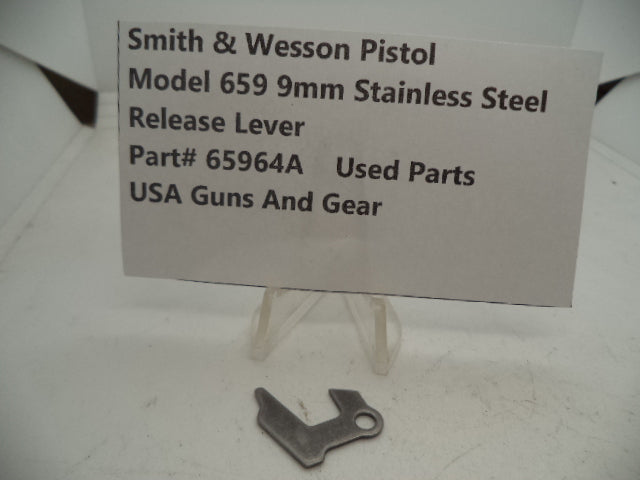 Smith & Wesson Pistol
Model 659 9mm Stainless Steel
Release Lever
Part# 65964A Used Parts
USA Guns And Gear